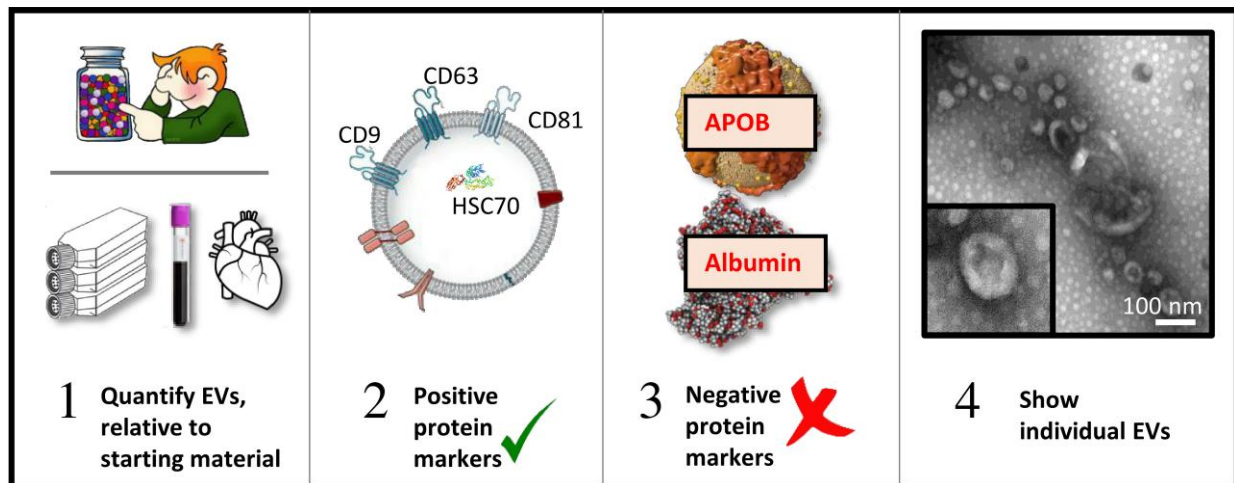 CD63
CD9
CD81
HSC70
APOB
Albumin
100 nm
1 Quantify EVs,
relative to
starting material
2 Positive
protein
markers
3 Negative
protein
markers
4 Show
individual EVs